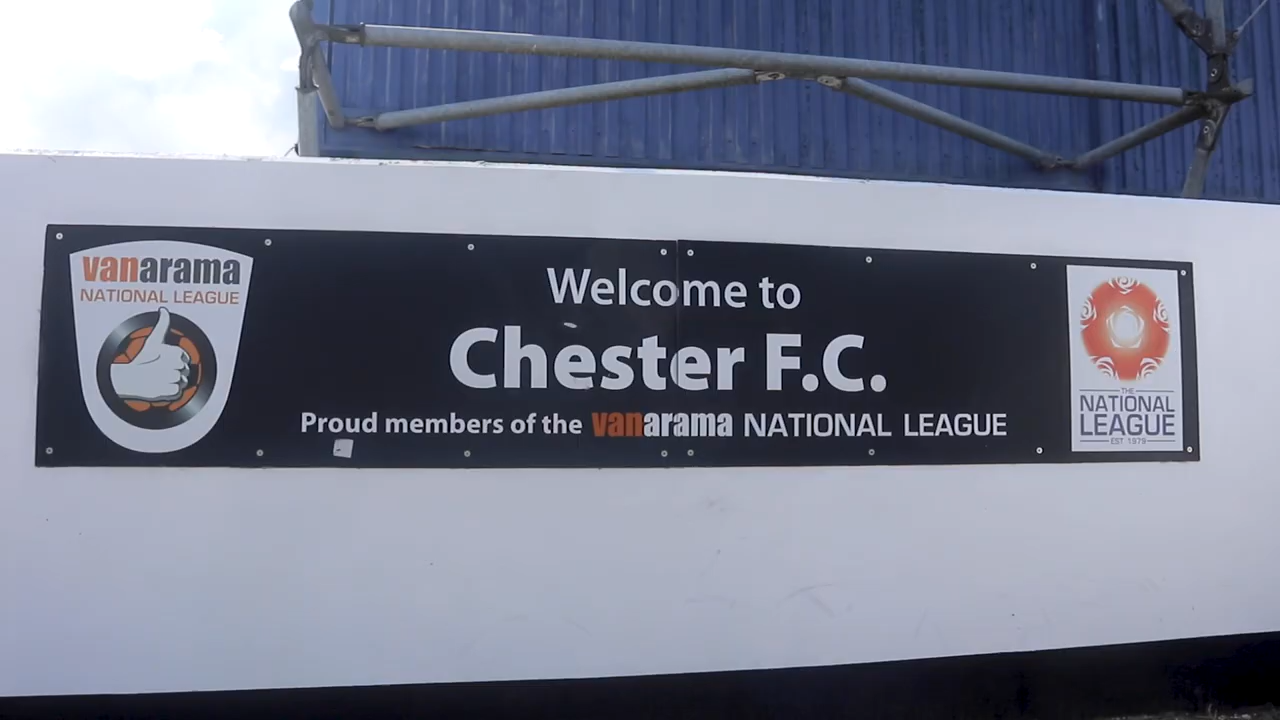 vanarama
NATIONAL LEAGUE
Welcome to
Chester F.C.
Proud members of the vanarama NATIONAL LEAGUE
THE
NATIONAL
LEAGUE
EST 1979